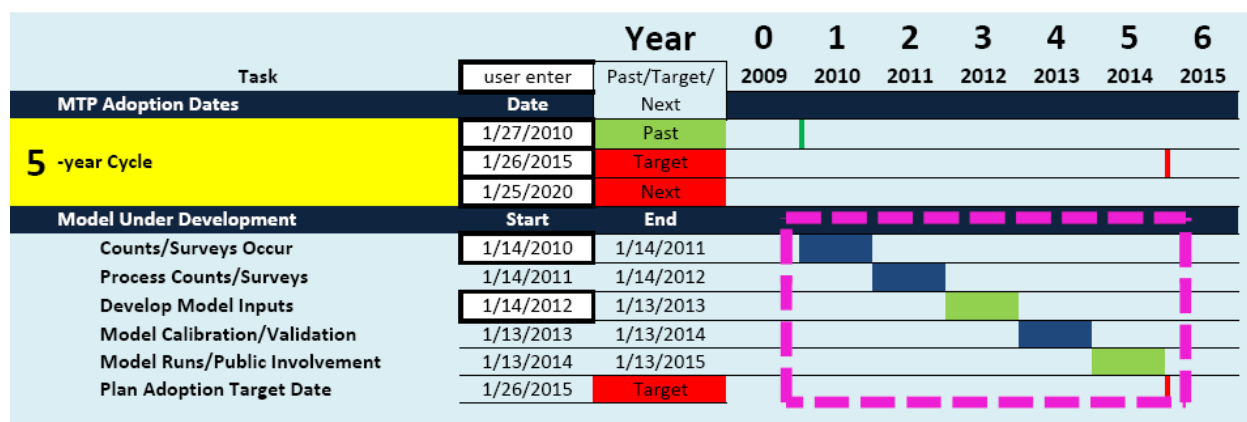 Year 0 1 2 3 4 5 6
Task user enter Past/Target/ 2009 2010 2011 2012 2013 2014 2015
MTP Adoption Dates Date Next
1/27/2010 Past
5 -year Cycle 1/26/2015 Target
1/25/2020 Next
Model Under Development Start End
Counts/Surveys Occur 1/14/2010 1/14/2011
Process Counts/Surveys 1/14/2011 1/14/2012
Develop Model Inputs 1/14/2012 1/13/2013
Model Calibration/Validation 1/13/2013 1/13/2014
Model Runs/Public Involvement 1/13/2014 1/13/2015
Plan Adoption Target Date 1/26/2015 Target